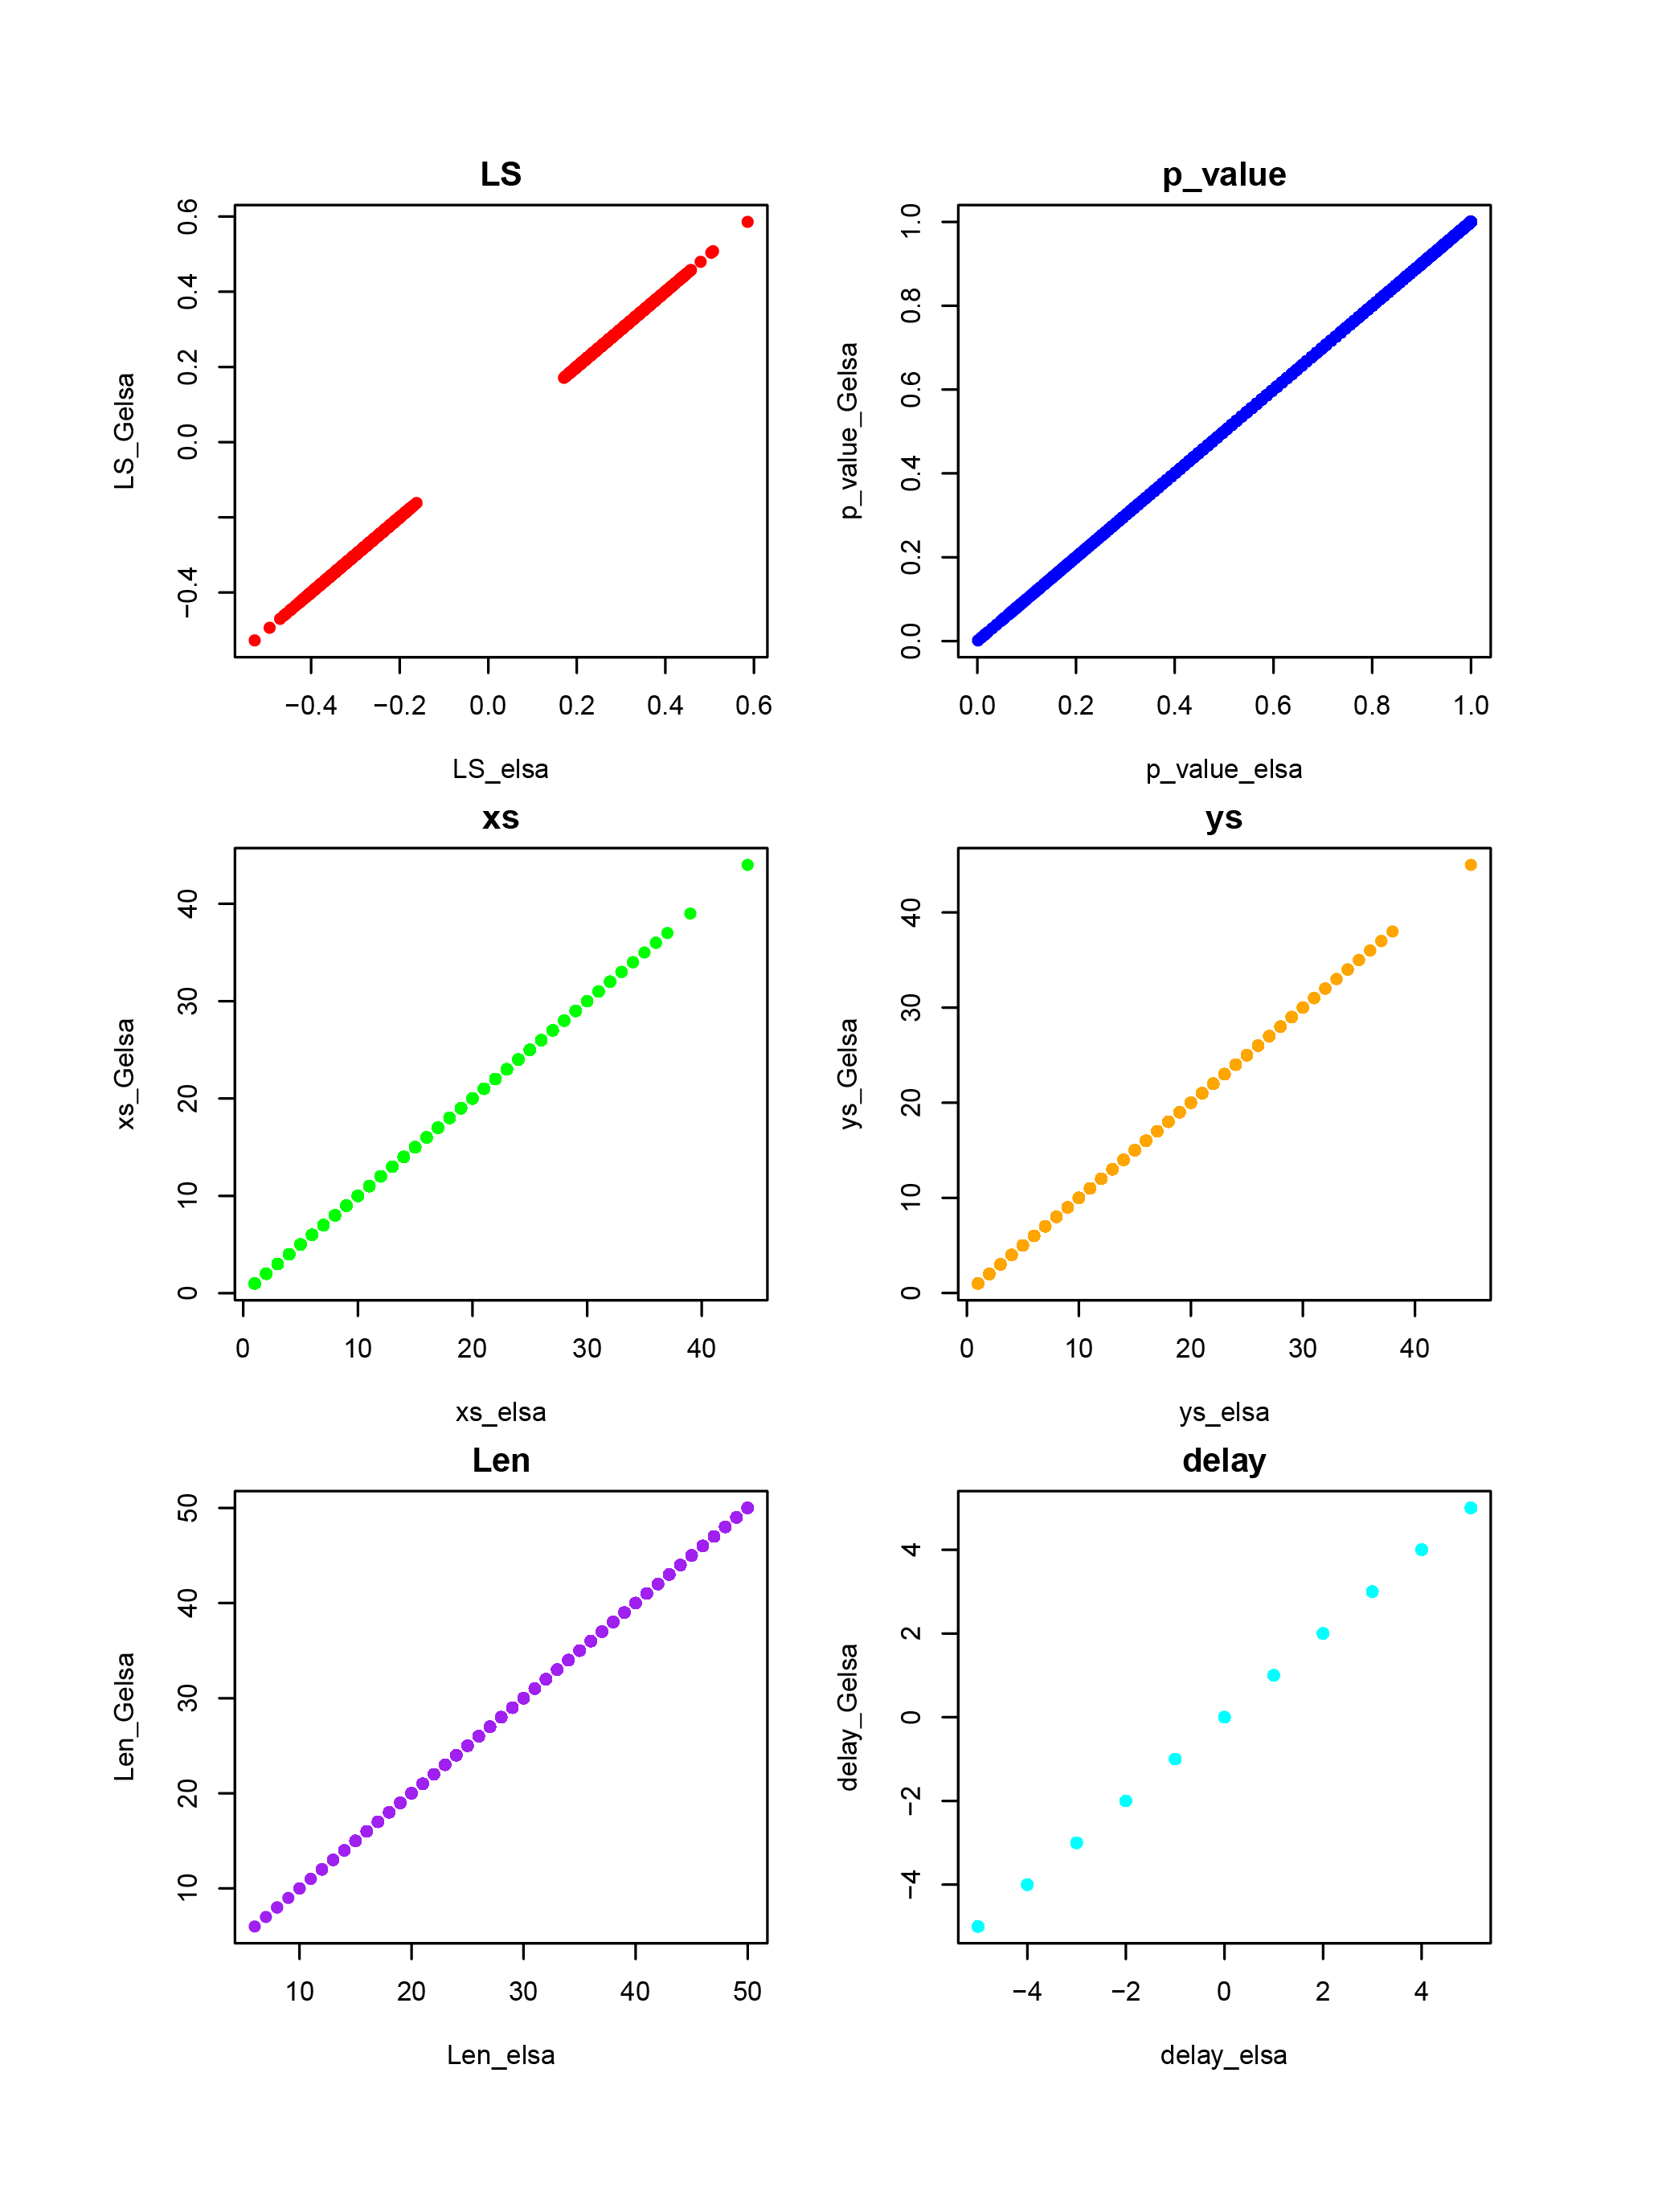 LS
0.6
0.4
0.2
0.0
−0.4
LS_Gelsa
−0.4 −0.2 0.0 0.2 0.4 0.6
LS_elsa
p_value
1.0
0.8
0.6
0.4
0.2
0.0
p_value_Gelsa
0.0 0.2 0.4 0.6 0.8 1.0
p_value_elsa
xs
40
30
20
10
0
xs_Gelsa
0 10 20 30 40
xs_elsa
ys
40
30
20
10
0
ys_Gelsa
0 10 20 30 40
ys_elsa
Len
50
40
30
20
10
Len_Gelsa
10 20 30 40 50
Len_elsa
delay
4
2
0
−2
−4
delay_Gelsa
−4 −2 0 2 4
delay_elsa